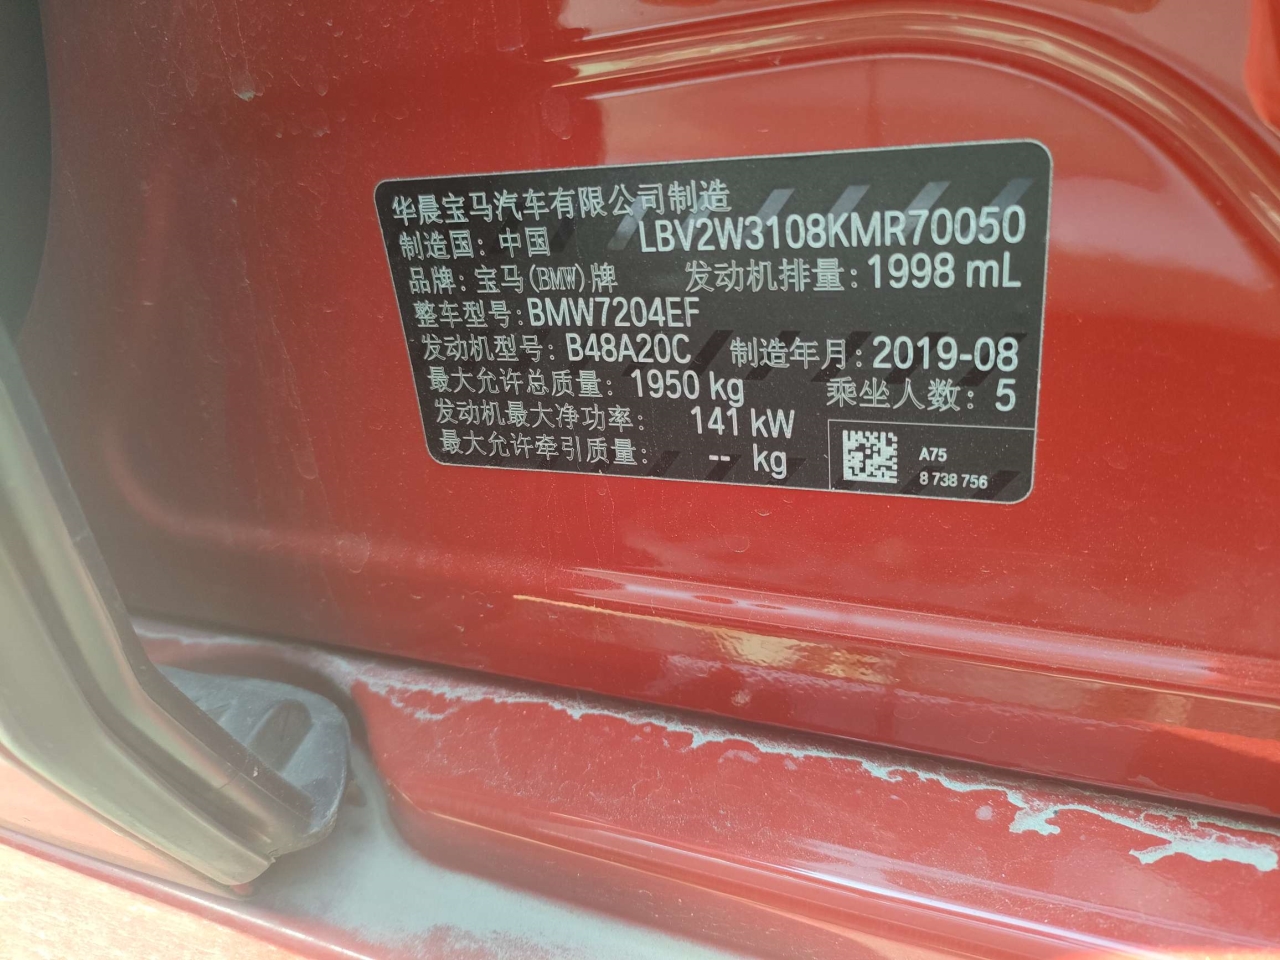 华晨宝马汽车有限公司制造
制造国：中国 LBV2W3108KMR70050
品牌：宝马(BMW)牌 发动机排量：1998 mL
整车型号：BMW7204EF
发动机型号：B48A20C 制造年月：2019-08
最大允许总质量：1950 kg 乘坐人数：5
发动机最大净功率：141 kW
最大允许牵引质量：-- kg
A75
8 738 756